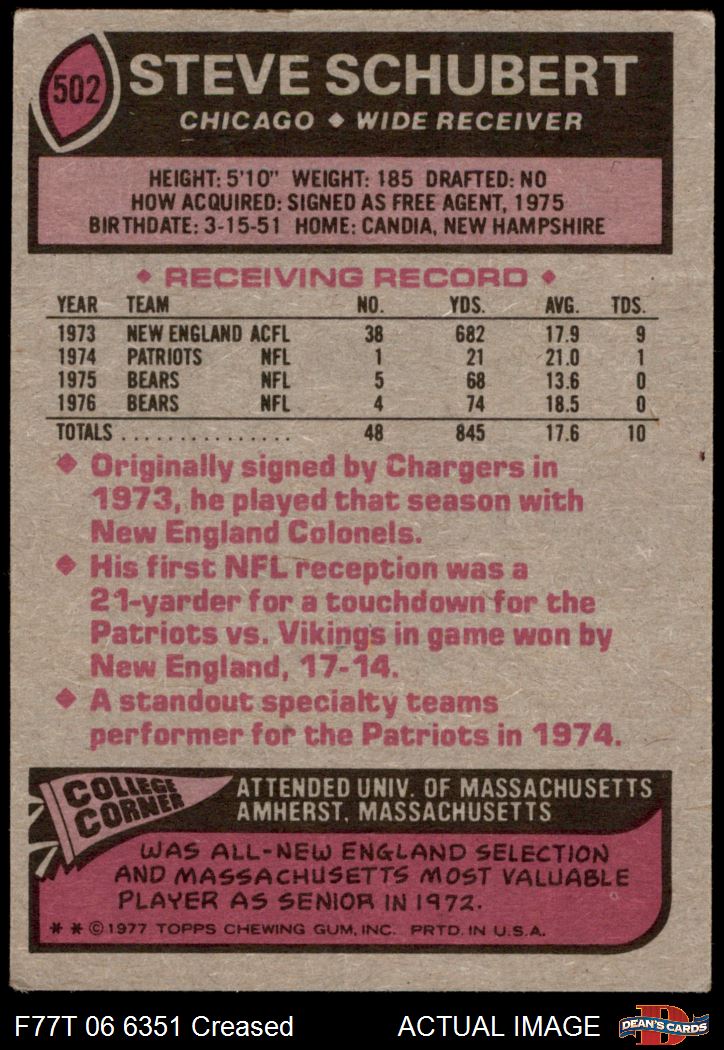 502
STEVE SCHUBERT
CHICAGO ♦ WIDE RECEIVER
HEIGHT: 5'10" WEIGHT: 185 DRAFTED: NO
HOW ACQUIRED: SIGNED AS FREE AGENT, 1975
BIRTHDATE: 3-15-51 HOME: CANDIA, NEW HAMPSHIRE
♦ RECEIVING RECORD ♦
YEAR TEAM NO. YDS. AVG. TDS.
1973 NEW ENGLAND ACFL 38 682 17.9 9
1974 PATRIOTS NFL 1 21 21.0 1
1975 BEARS NFL 5 68 13.6 0
1976 BEARS NFL 4 74 18.5 0
TOTALS . . . . . . . . . . . . . . . 48 845 17.6 10
♦ Originally signed by Chargers in
1973, he played that season with
New England Colonels.
♦ His first NFL reception was a
21-yarder for a touchdown for the
Patriots vs. Vikings in game won by
New England, 17-14.
♦ A standout specialty teams
performer for the Patriots in 1974.
COLLEGE
CORNER
ATTENDED UNIV. OF MASSACHUSETTS
AMHERST, MASSACHUSETTS
WAS ALL-NEW ENGLAND SELECTION
AND MASSACHUSETTS MOST VALUABLE
PLAYER AS SENIOR IN 1972.
* * © 1977 TOPPS CHEWING GUM, INC. PRTD. IN U.S.A.
F77T 06 6351 Creased ACTUAL IMAGE
D
DEAN'S CARDS